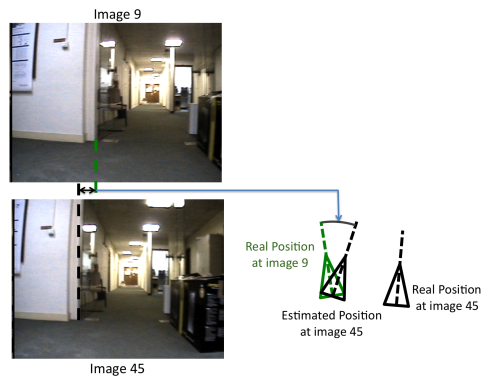 Image 9
Real Position
at image 9
Estimated Position
at image 45
Real Position
at image 45
Image 45